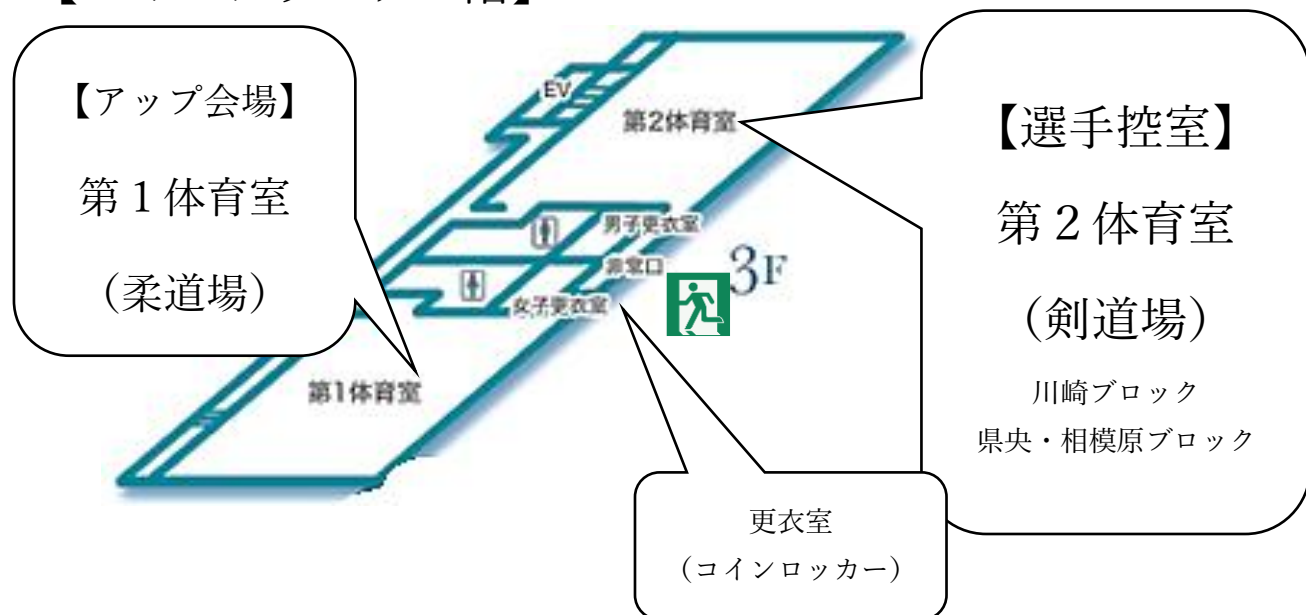 【アップ会場】
第１体育室
（柔道場）
EV
第2体育室
男子更衣室
非常口
女子更衣室
第1体育室
3F
【選手控室】
第２体育室
（剣道場）
川崎ブロック
県央・相模原ブロック
更衣室
（コインロッカー）